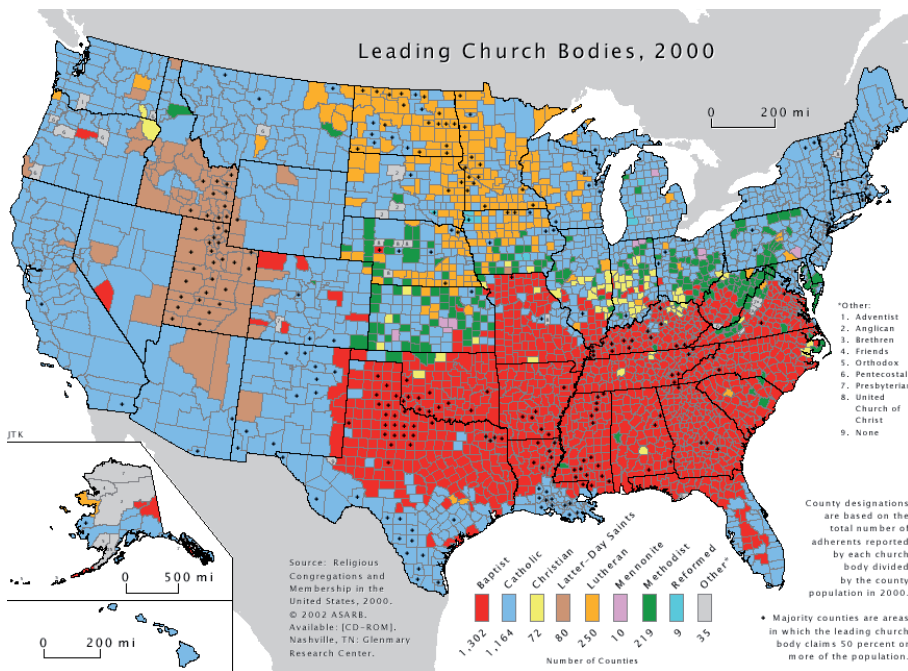 Leading Church Bodies, 2000
0 200 mi
*Other:
1. Adventist
2. Anglican
3. Brethren
4. Friends
5. Orthodox
6. Pentecostal
7. Presbyterian
8. United
Church of
Christ
9. None
JTK
0 500 mi
0 200 mi
Source: Religious
Congregations and
Membership in the
United States, 2000.
© 2002 ASARB.
Available: [CD-ROM].
Nashville, TN: Glenmary
Research Center.
Baptist
Catholic
Christian
Latter-Day Saints
Lutheran
Mennonite
Methodist
Reformed
Other*
1,302
1,164
72
80
250
10
219
9
35
Number of Counties
County designations
are based on the
total number of
adherents reported
by each church
body divided
by the county
population in 2000.
♦ Majority counties are areas
in which the leading church
body claims 50 percent or
more of the population.